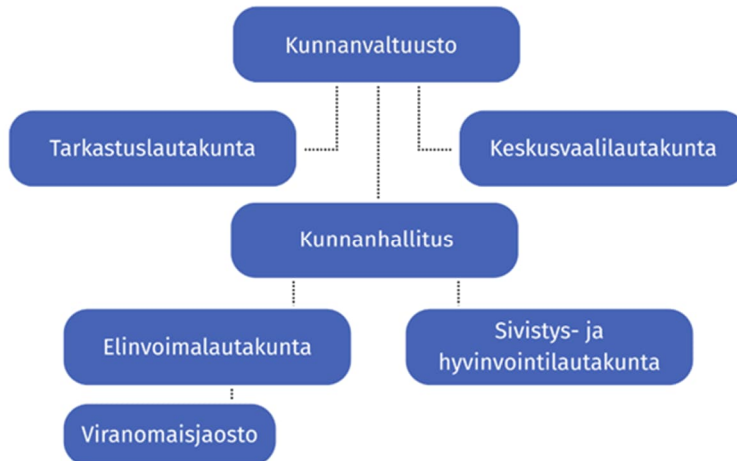 Kunnanvaltuusto
Tarkastuslautakunta
Keskusvaalilautakunta
Kunnanhallitus
Elinvoimalautakunta
Sivistys- ja
hyvinvointilautakunta
Viranomaisjaosto